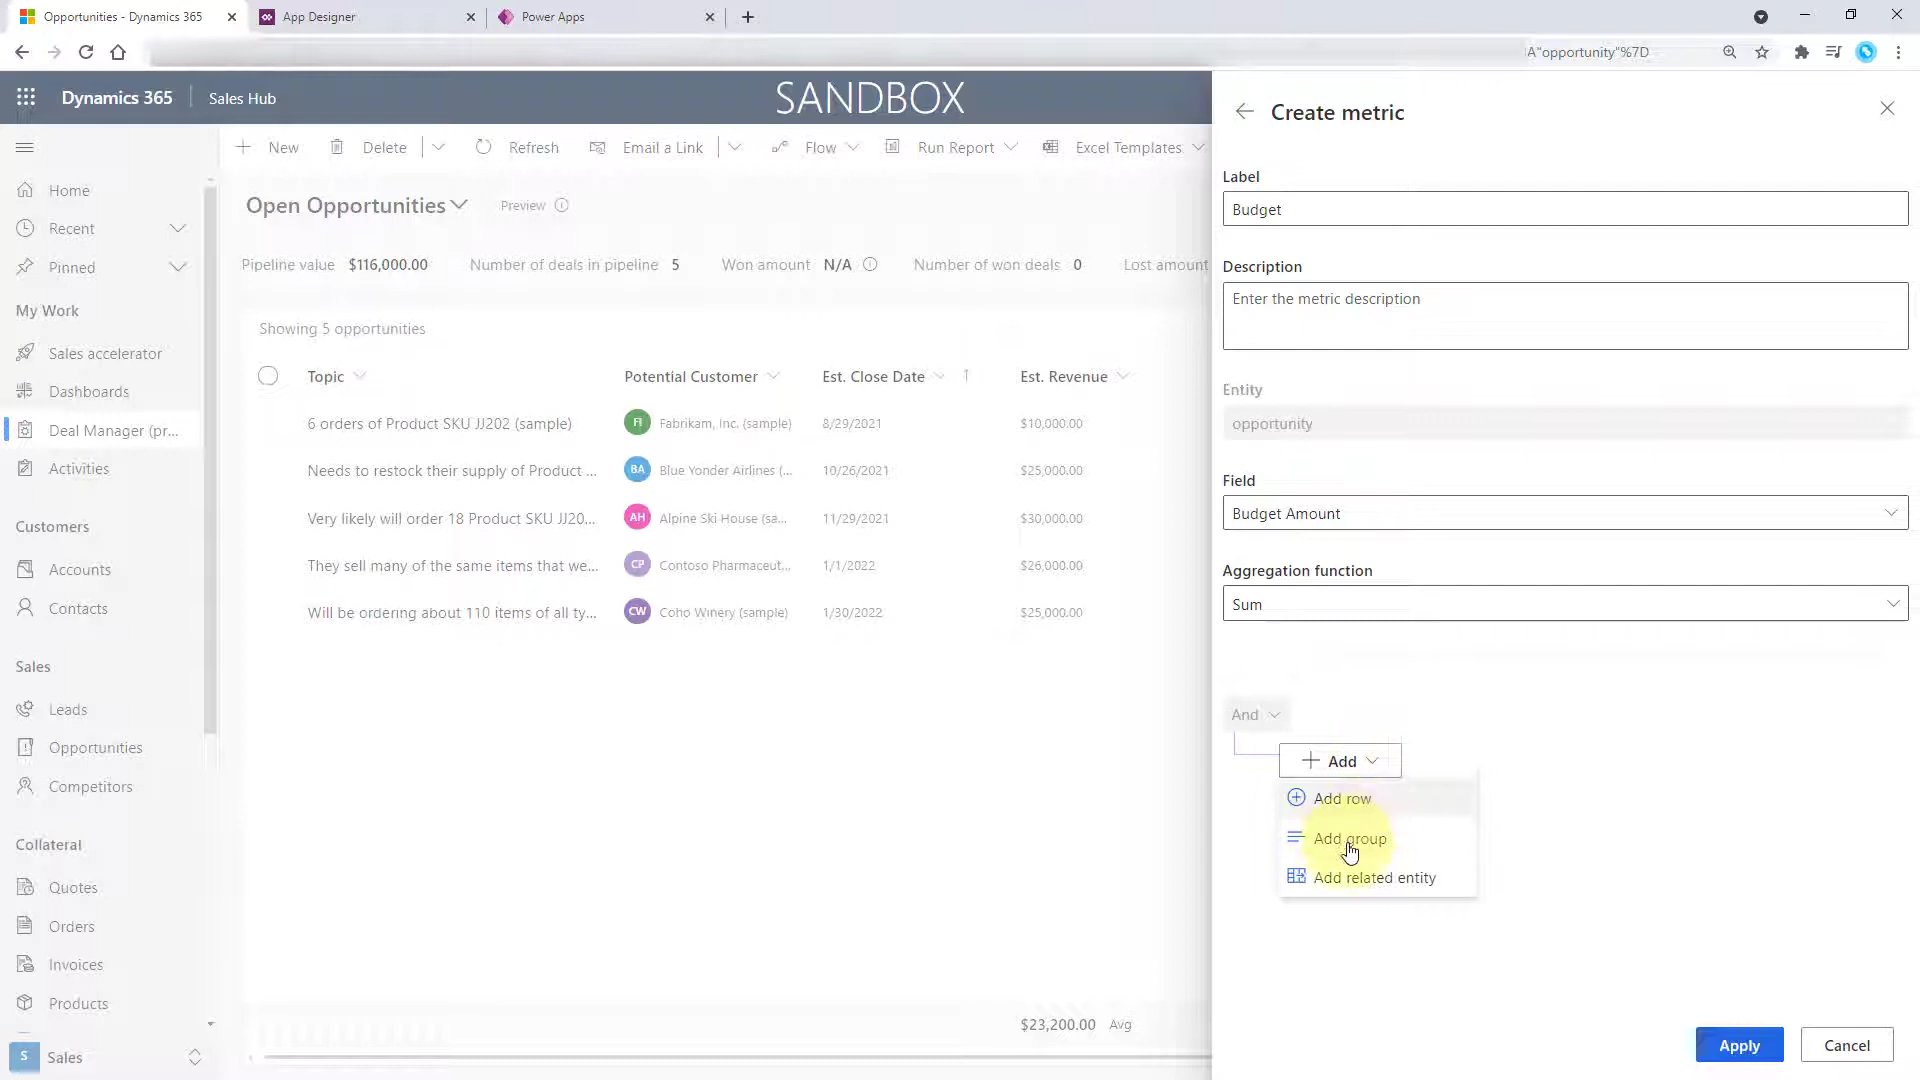 Opportunities - Dynamics 365
App Designer
Power Apps
A"opportunity"%7D
Dynamics 365
Sales Hub
SANDBOX
New
Delete
Refresh
Email a Link
Flow
Run Report
Excel Templates
Home
Recent
Pinned
My Work
Sales accelerator
Dashboards
Deal Manager (pr...
Activities
Customers
Accounts
Contacts
Sales
Leads
Opportunities
Competitors
Collateral
Quotes
Orders
Invoices
Products
S
Sales
Open Opportunities
Preview
Pipeline value $116,000.00
Number of deals in pipeline 5
Won amount N/A
Number of won deals 0
Lost amount
Showing 5 opportunities
Topic Potential Customer Est. Close Date Est. Revenue
6 orders of Product SKU JJ202 (sample) FI Fabrikam, Inc. (sample) 8/29/2021 $10,000.00
Needs to restock their supply of Product ... BA Blue Yonder Airlines (... 10/26/2021 $25,000.00
Very likely will order 18 Product SKU JJ20... AH Alpine Ski House (sa... 11/29/2021 $30,000.00
They sell many of the same items that we... CP Contoso Pharmaceut... 1/1/2022 $26,000.00
Will be ordering about 110 items of all ty... CW Coho Winery (sample) 1/30/2022 $25,000.00
$23,200.00 Avg
Create metric
Label
Budget
Description
Enter the metric description
Entity
opportunity
Field
Budget Amount
Aggregation function
Sum
And
Add
Add row
Add group
Add related entity
Apply
Cancel